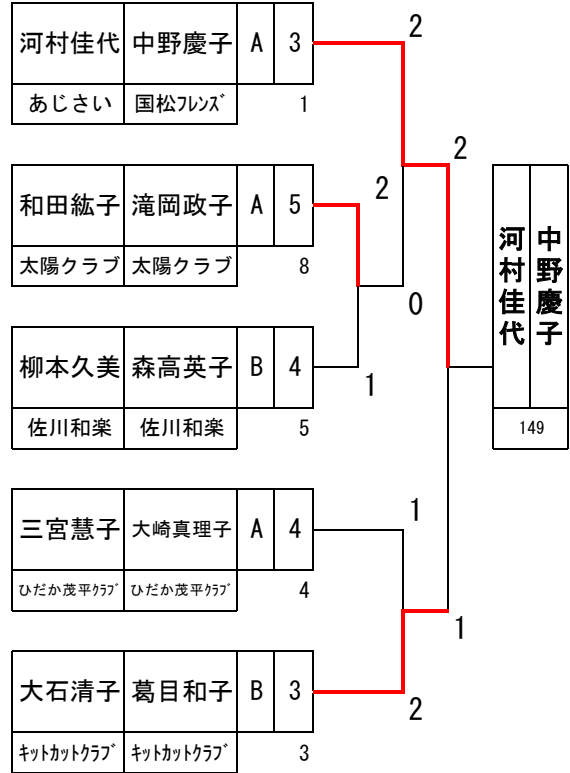 河村佳代 中野慶子 A 3
あじさい 国松ﾌﾚﾝｽﾞ 1
2
和田紘子 滝岡政子 A 5
太陽クラブ 太陽クラブ 8
2
0
2
柳本久美 森高英子 B 4
佐川和楽 佐川和楽 5
1
三宮慧子 大崎真理子 A 4
ひだか茂平ｸﾗﾌﾞ ひだか茂平ｸﾗﾌﾞ 4
1
1
大石清子 葛目和子 B 3
ｷｯﾄｶｯﾄｸﾗﾌﾞ ｷｯﾄｶｯﾄｸﾗﾌﾞ 3
2
中野慶子
河村佳代
149